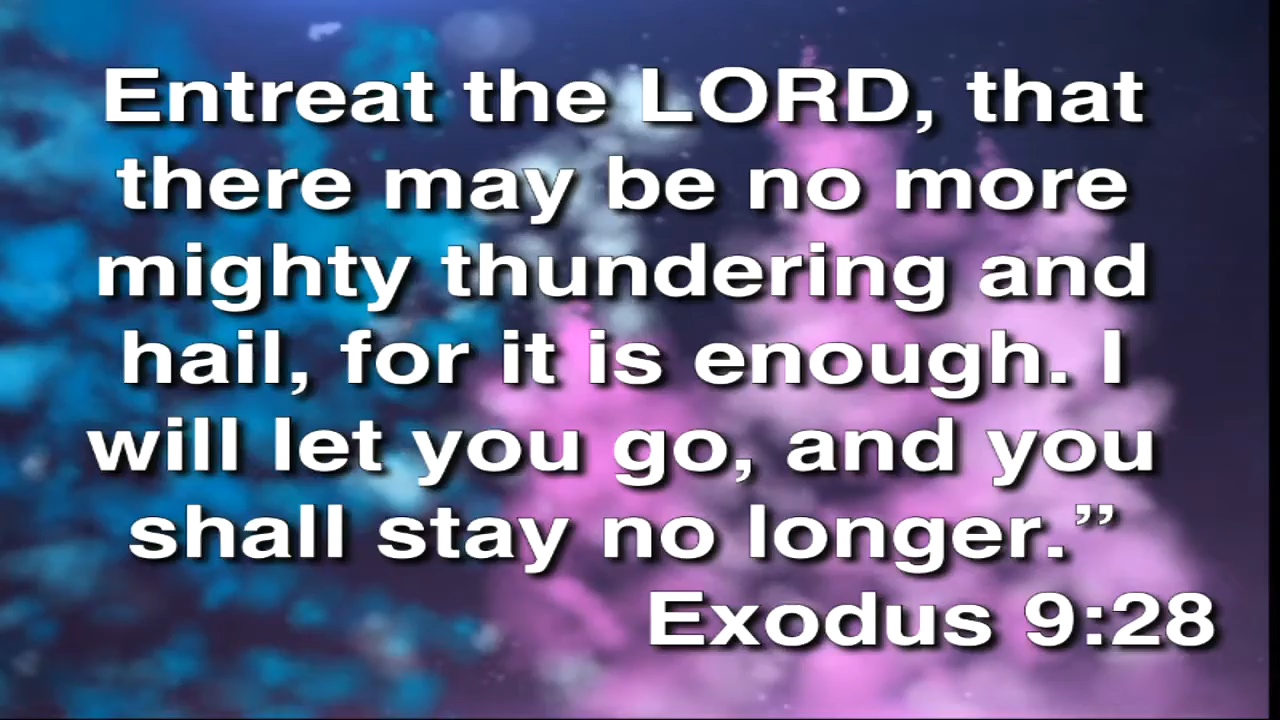 Entreat the LORD, that
there may be no more
mighty thundering and
hail, for it is enough. I
will let you go, and you
shall stay no longer.”
Exodus 9:28